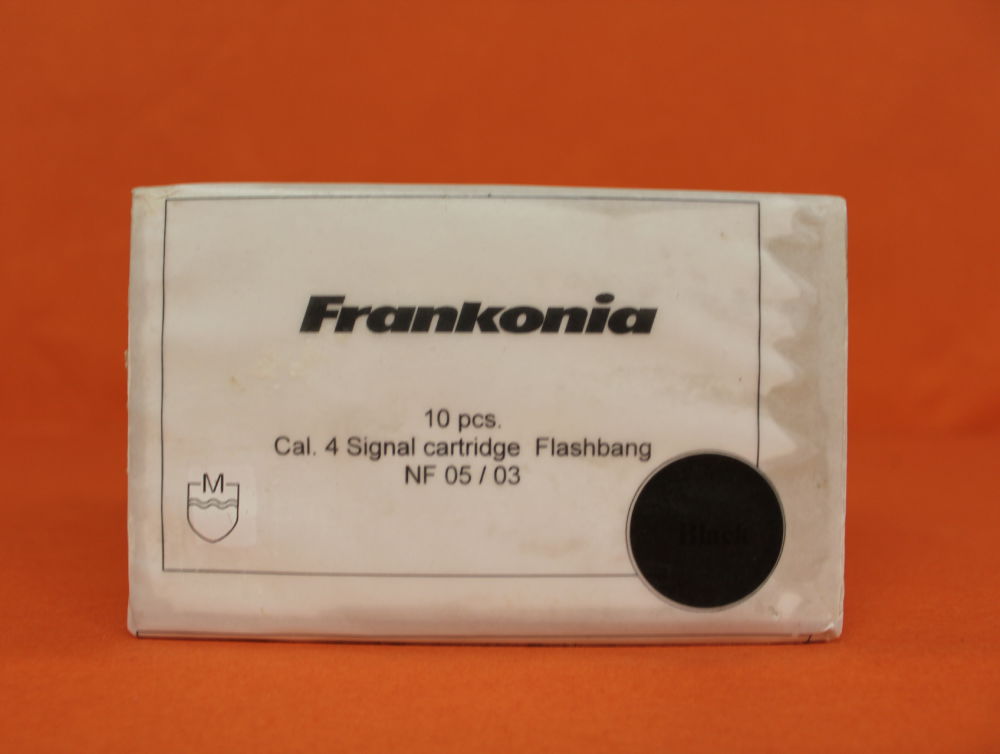 Frankonia
10 pcs.
Cal. 4 Signal cartridge Flashbang
NF 05 / 03
M
Black